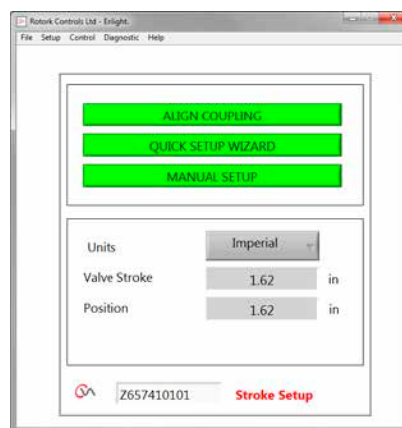 Rotork Controls Ltd - Enlight.
File Setup Control Diagnostic Help
ALIGN COUPLING
QUICK SETUP WIZARD
MANUAL SETUP
Units Imperial
Valve Stroke 1.62 in
Position 1.62 in
Z657410101 Stroke Setup